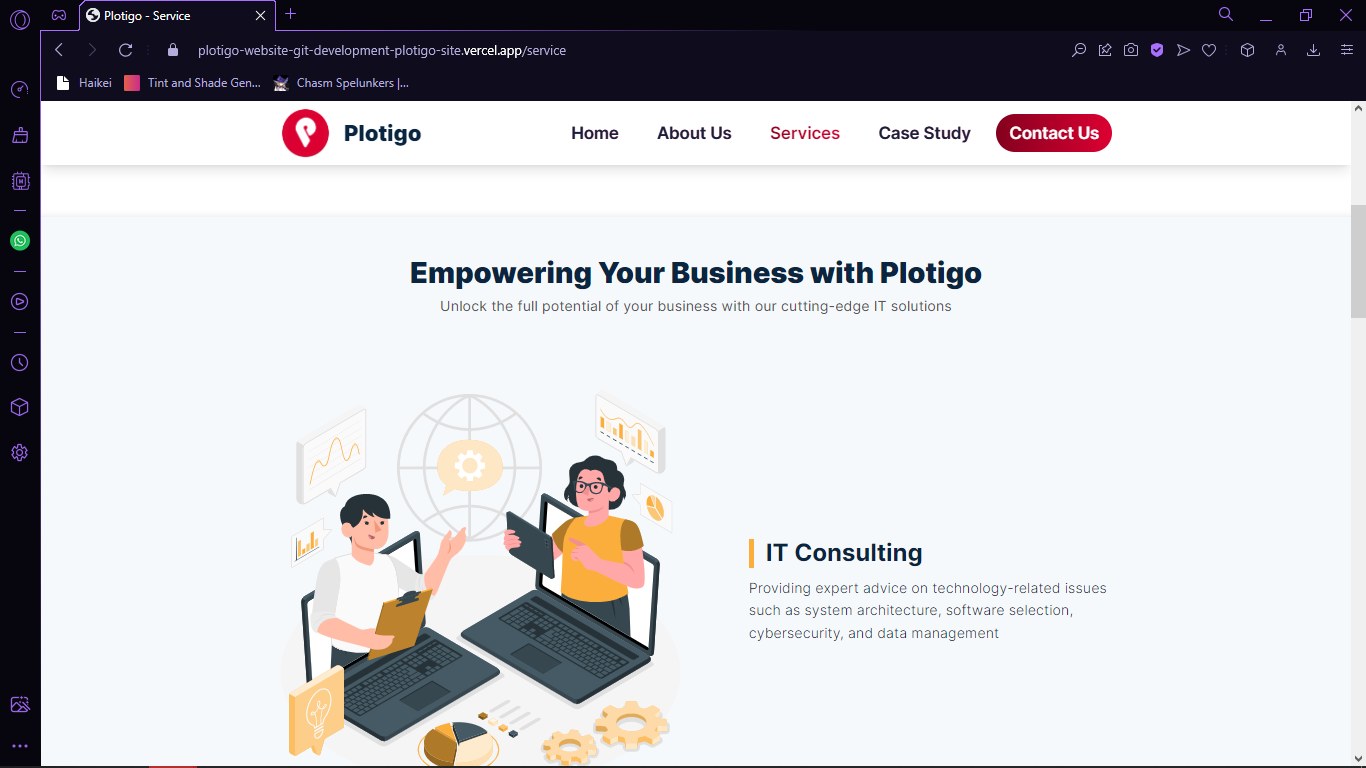 Plotigo - Service
plotigo-website-git-development-plotigo-site.vercel.app/service
Haikei
Tint and Shade Gen...
Chasm Spelunkers |...
Plotigo
Home
About Us
Services
Case Study
Contact Us
Empowering Your Business with Plotigo
Unlock the full potential of your business with our cutting-edge IT solutions
IT Consulting
Providing expert advice on technology-related issues
such as system architecture, software selection,
cybersecurity, and data management